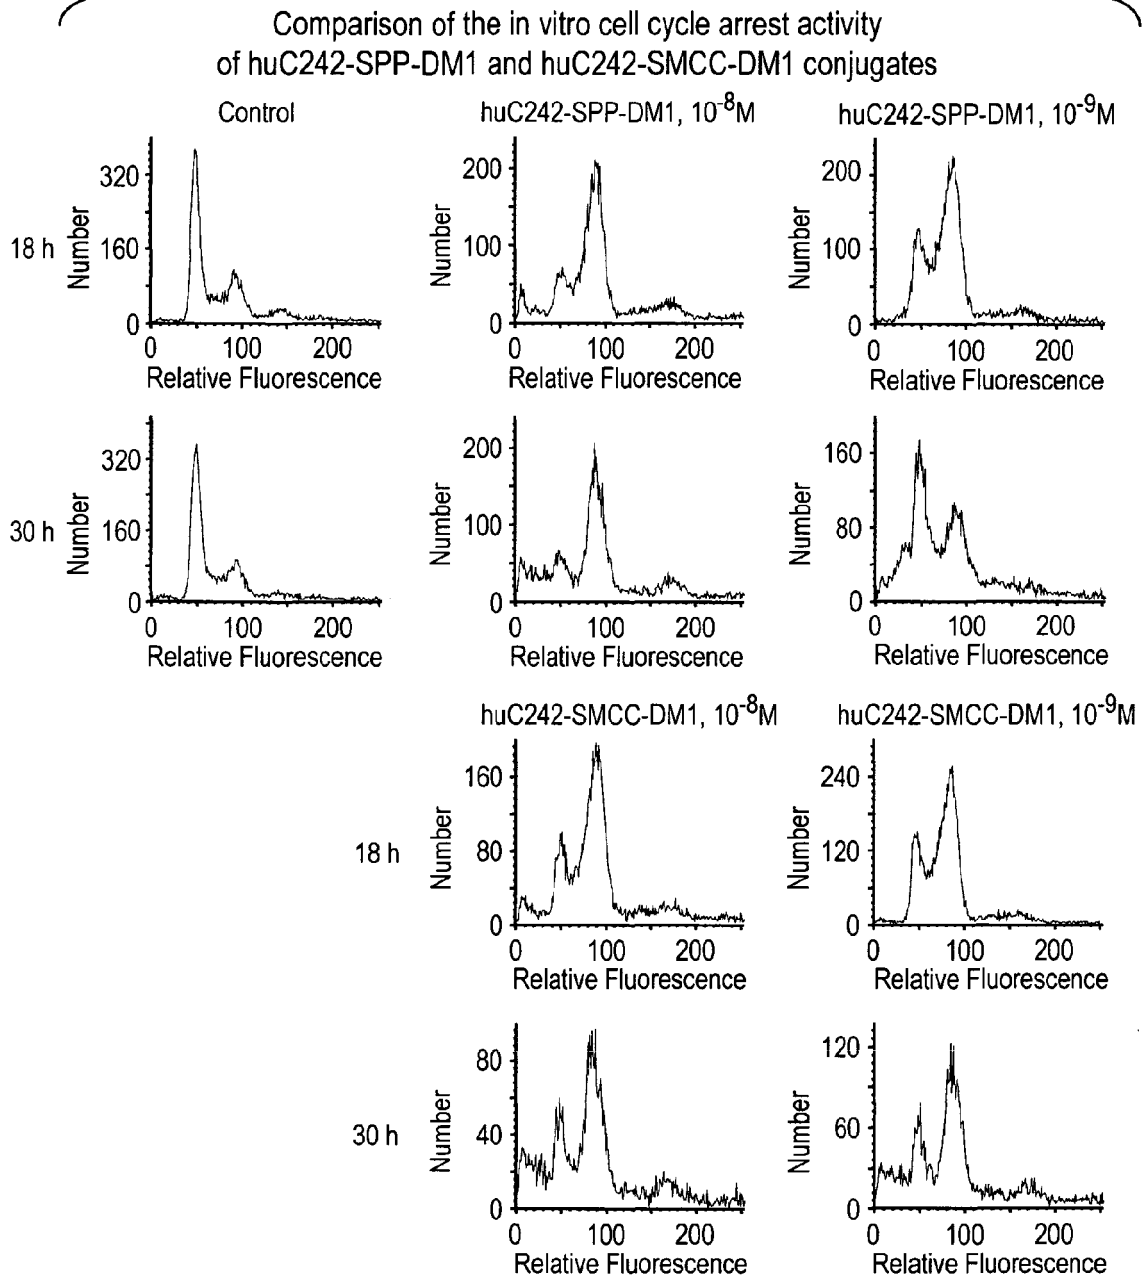 Comparison of the in vitro cell cycle arrest activity
of huC242-SPP-DM1 and huC242-SMCC-DM1 conjugates
Control
huC242-SPP-DM1, 10-8M
huC242-SPP-DM1, 10-9M
18 h
Number
320
160
0
0 100 200
Relative Fluorescence
Number
200
100
0
0 100 200
Relative Fluorescence
Number
200
100
0
0 100 200
Relative Fluorescence
30 h
Number
320
160
0
0 100 200
Relative Fluorescence
Number
200
100
0
0 100 200
Relative Fluorescence
Number
160
80
0
0 100 200
Relative Fluorescence
huC242-SMCC-DM1, 10-8M
huC242-SMCC-DM1, 10-9M
18 h
Number
160
80
0
0 100 200
Relative Fluorescence
Number
240
120
0
0 100 200
Relative Fluorescence
30 h
Number
80
40
0
0 100 200
Relative Fluorescence
Number
120
60
0
0 100 200
Relative Fluorescence